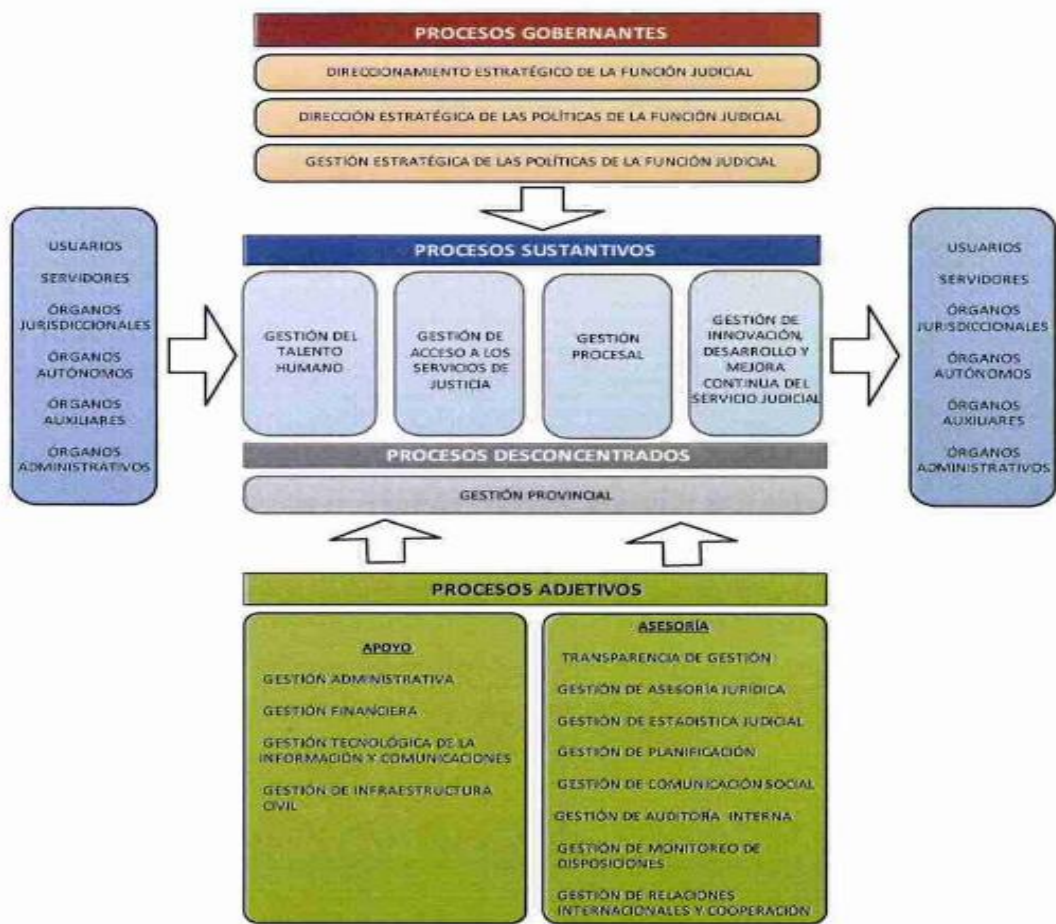 PROCESOS GOBERNANTES
DIRECCIONAMIENTO ESTRATÉGICO DE LA FUNCIÓN JUDICIAL
DIRECCIÓN ESTRATÉGICA DE LAS POLÍTICAS DE LA FUNCIÓN JUDICIAL
GESTIÓN ESTRATÉGICA DE LAS POLÍTICAS DE LA FUNCIÓN JUDICIAL
USUARIOS
SERVIDORES
ÓRGANOS
JURISDICCIONALES
ÓRGANOS
AUTÓNOMOS
ÓRGANOS
AUXILIARES
ÓRGANOS
ADMINISTRATIVOS
PROCESOS SUSTANTIVOS
GESTIÓN DEL
TALENTO
HUMANO
GESTIÓN DE
ACCESO A LOS
SERVICIOS DE
JUSTICIA
GESTIÓN
PROCESAL
GESTIÓN DE
INNOVACIÓN,
DESARROLLO Y
MEJORA
CONTINUA DEL
SERVICIO JUDICIAL
PROCESOS DESCONCENTRADOS
GESTIÓN PROVINCIAL
USUARIOS
SERVIDORES
ÓRGANOS
JURISDICCIONALES
ÓRGANOS
AUTÓNOMOS
ÓRGANOS
AUXILIARES
ÓRGANOS
ADMINISTRATIVOS
PROCESOS ADJETIVOS
APOYO
GESTIÓN ADMINISTRATIVA
GESTIÓN FINANCIERA
GESTIÓN TECNOLÓGICA DE LA
INFORMACIÓN Y COMUNICACIONES
GESTIÓN DE INFRAESTRUCTURA
CIVIL
ASESORÍA
TRANSPARENCIA DE GESTIÓN
GESTIÓN DE ASESORÍA JURÍDICA
GESTIÓN DE ESTADÍSTICA JUDICIAL
GESTIÓN DE PLANIFICACIÓN
GESTIÓN DE COMUNICACIÓN SOCIAL
GESTIÓN DE AUDITORÍA INTERNA
GESTIÓN DE MONITOREO DE
DISPOSICIONES
GESTIÓN DE RELACIONES
INTERNACIONALES Y COOPERACIÓN